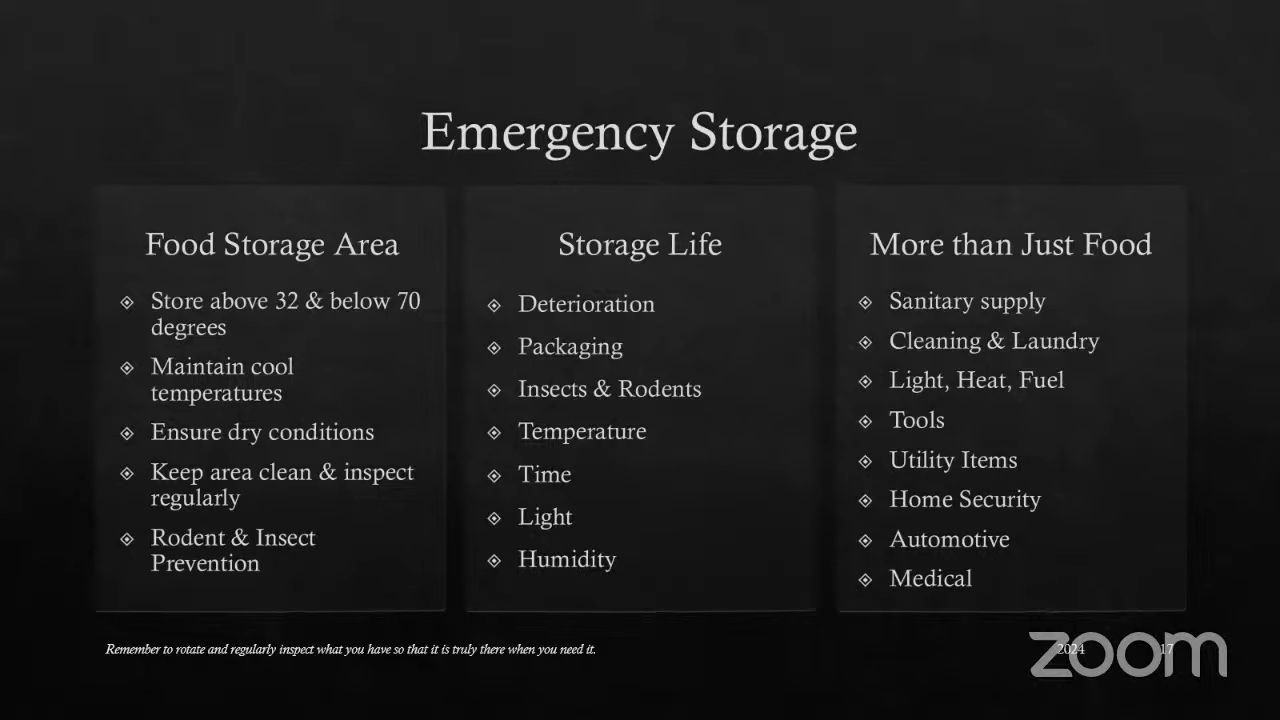 Emergency Storage
Food Storage Area
Store above 32 & below 70
degrees
Maintain cool
temperatures
Ensure dry conditions
Keep area clean & inspect
regularly
Rodent & Insect
Prevention
Storage Life
Deterioration
Packaging
Insects & Rodents
Temperature
Time
Light
Humidity
More than Just Food
Sanitary supply
Cleaning & Laundry
Light, Heat, Fuel
Tools
Utility Items
Home Security
Automotive
Medical
Remember to rotate and regularly inspect what you have so that it is truly there when you need it.
2024
17
zoom